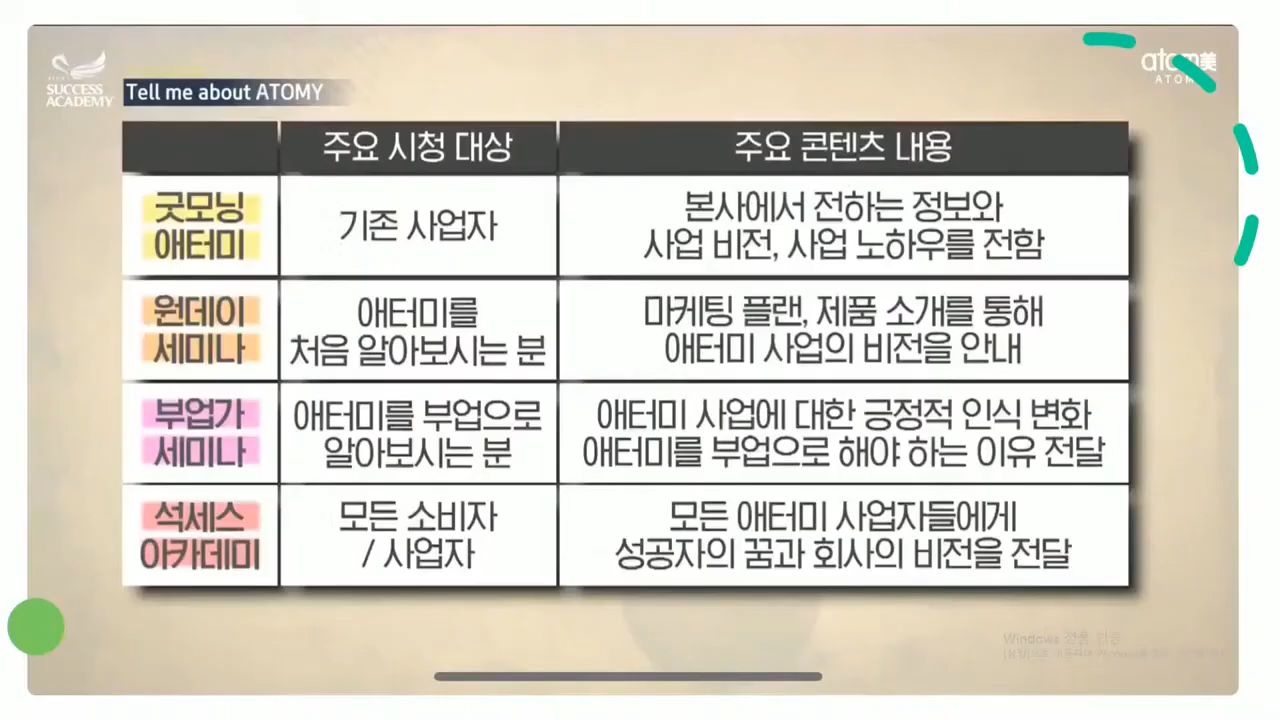 SUCCESS
ACADEMY
Tell me about ATOMY
atom美
주요 시청 대상
주요 콘텐츠 내용
굿모닝
애터미
기존 사업자
본사에서 전하는 정보와
사업 비전, 사업 노하우를 전함
원데이
세미나
애터미를
처음 알아보시는 분
마케팅 플랜, 제품 소개를 통해
애터미 사업의 비전을 안내
부업가
세미나
애터미를 부업으로
알아보시는 분
애터미 사업에 대한 긍정적 인식 변화
애터미를 부업으로 해야 하는 이유 전달
석세스
아카데미
모든 소비자
/ 사업자
모든 애터미 사업자들에게
성공자의 꿈과 회사의 비전을 전달
Windows 정품 인증